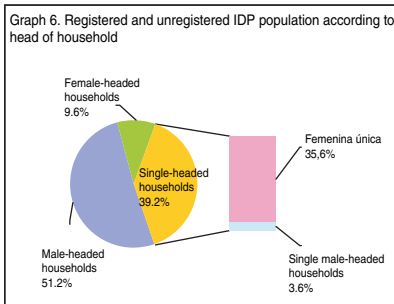 Graph 6. Registered and unregistered IDP population according to
head of household
Female-headed
households
9.6%
Femenina única
35,6%
Single-headed
households
39.2%
Male-headed
households
51.2%
Single male-headed
households
3.6%